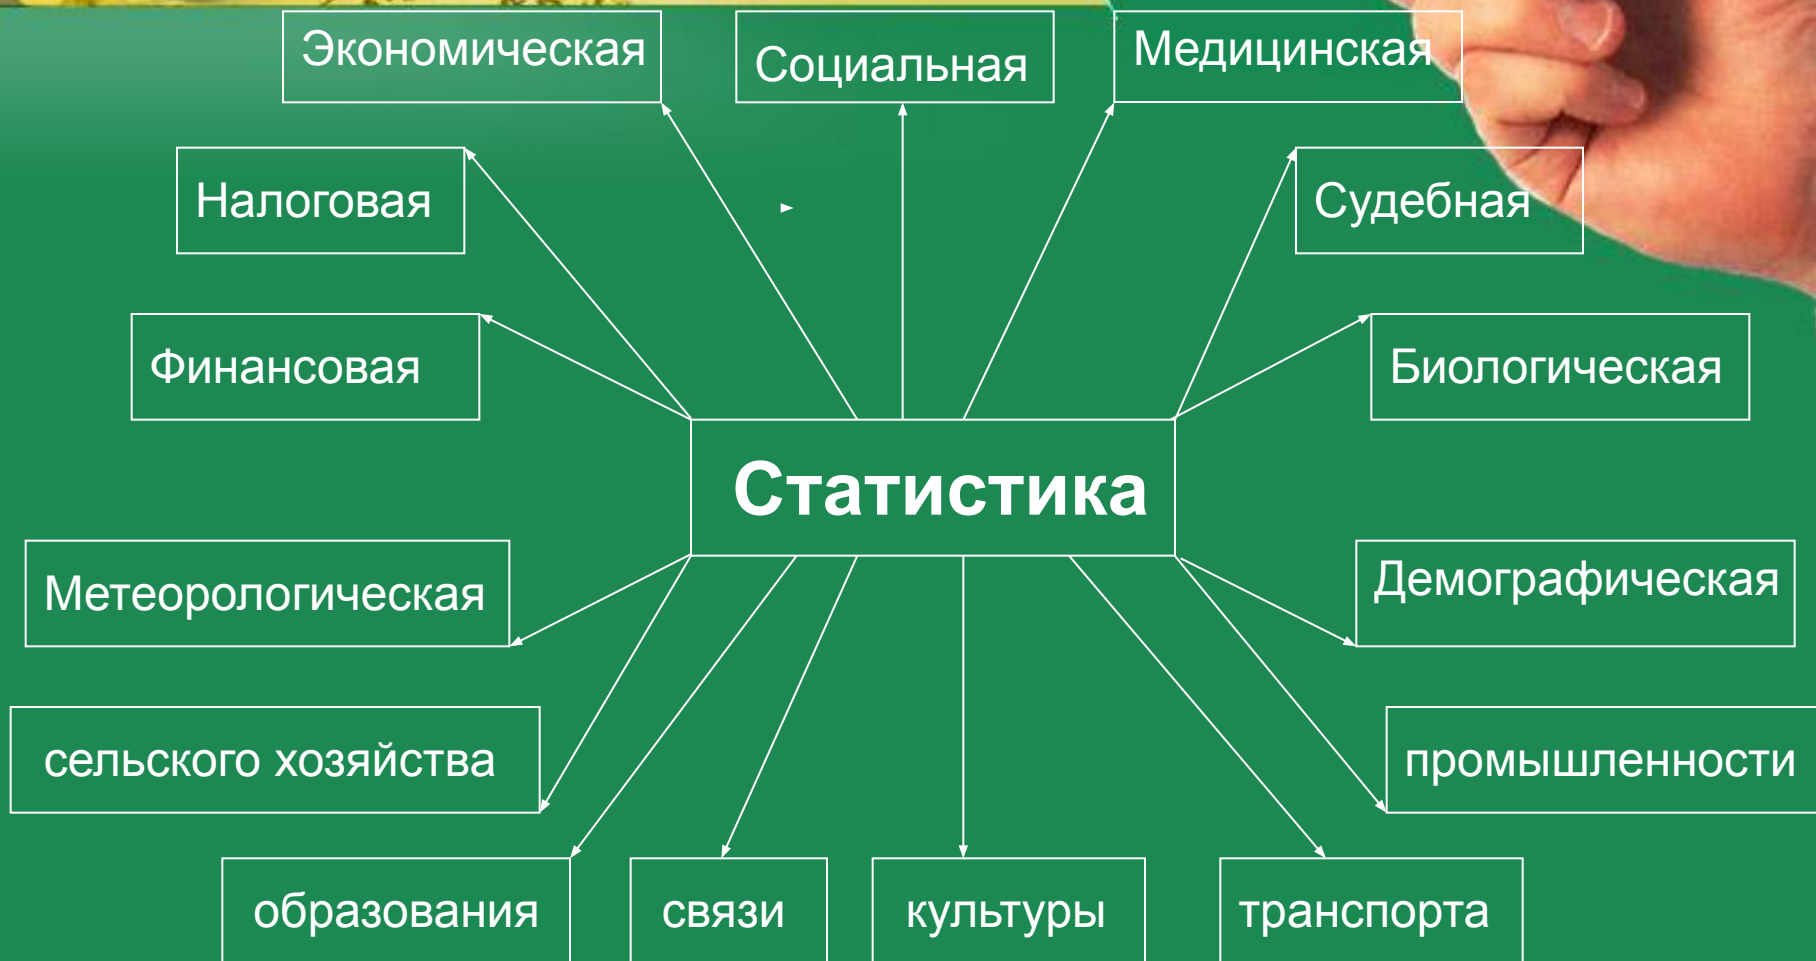 Экономическая
Социальная
Медицинская
Налоговая
Судебная
Финансовая
Биологическая
Статистика
Метеорологическая
Демографическая
сельского хозяйства
промышленности
образования
связи
культуры
транспорта